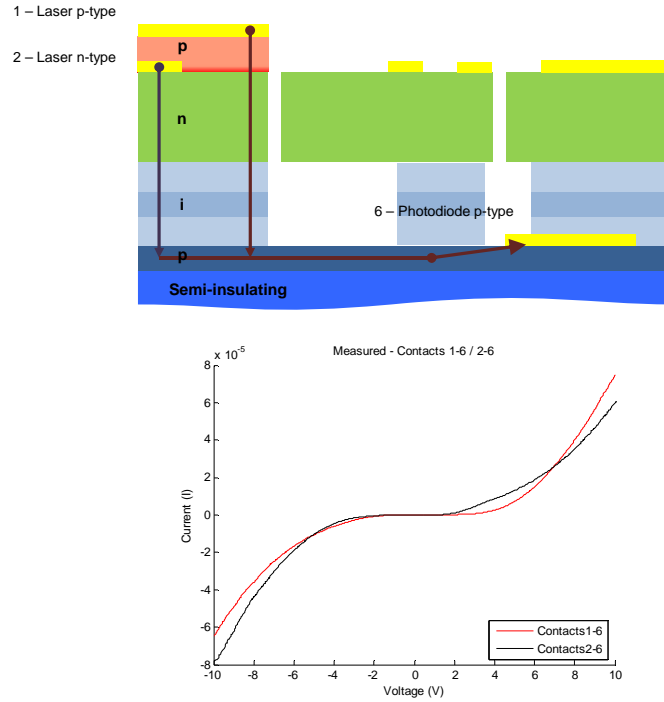 1 – Laser p-type
2 – Laser n-type
p
n
i
6 – Photodiode p-type
p
Semi-insulating
x 10-5
Measured - Contacts 1-6 / 2-6
8
6
4
2
0
-2
-4
-6
-8
Current (I)
-10 -8 -6 -4 -2 0 2 4 6 8 10
Voltage (V)
Contacts1-6
Contacts2-6